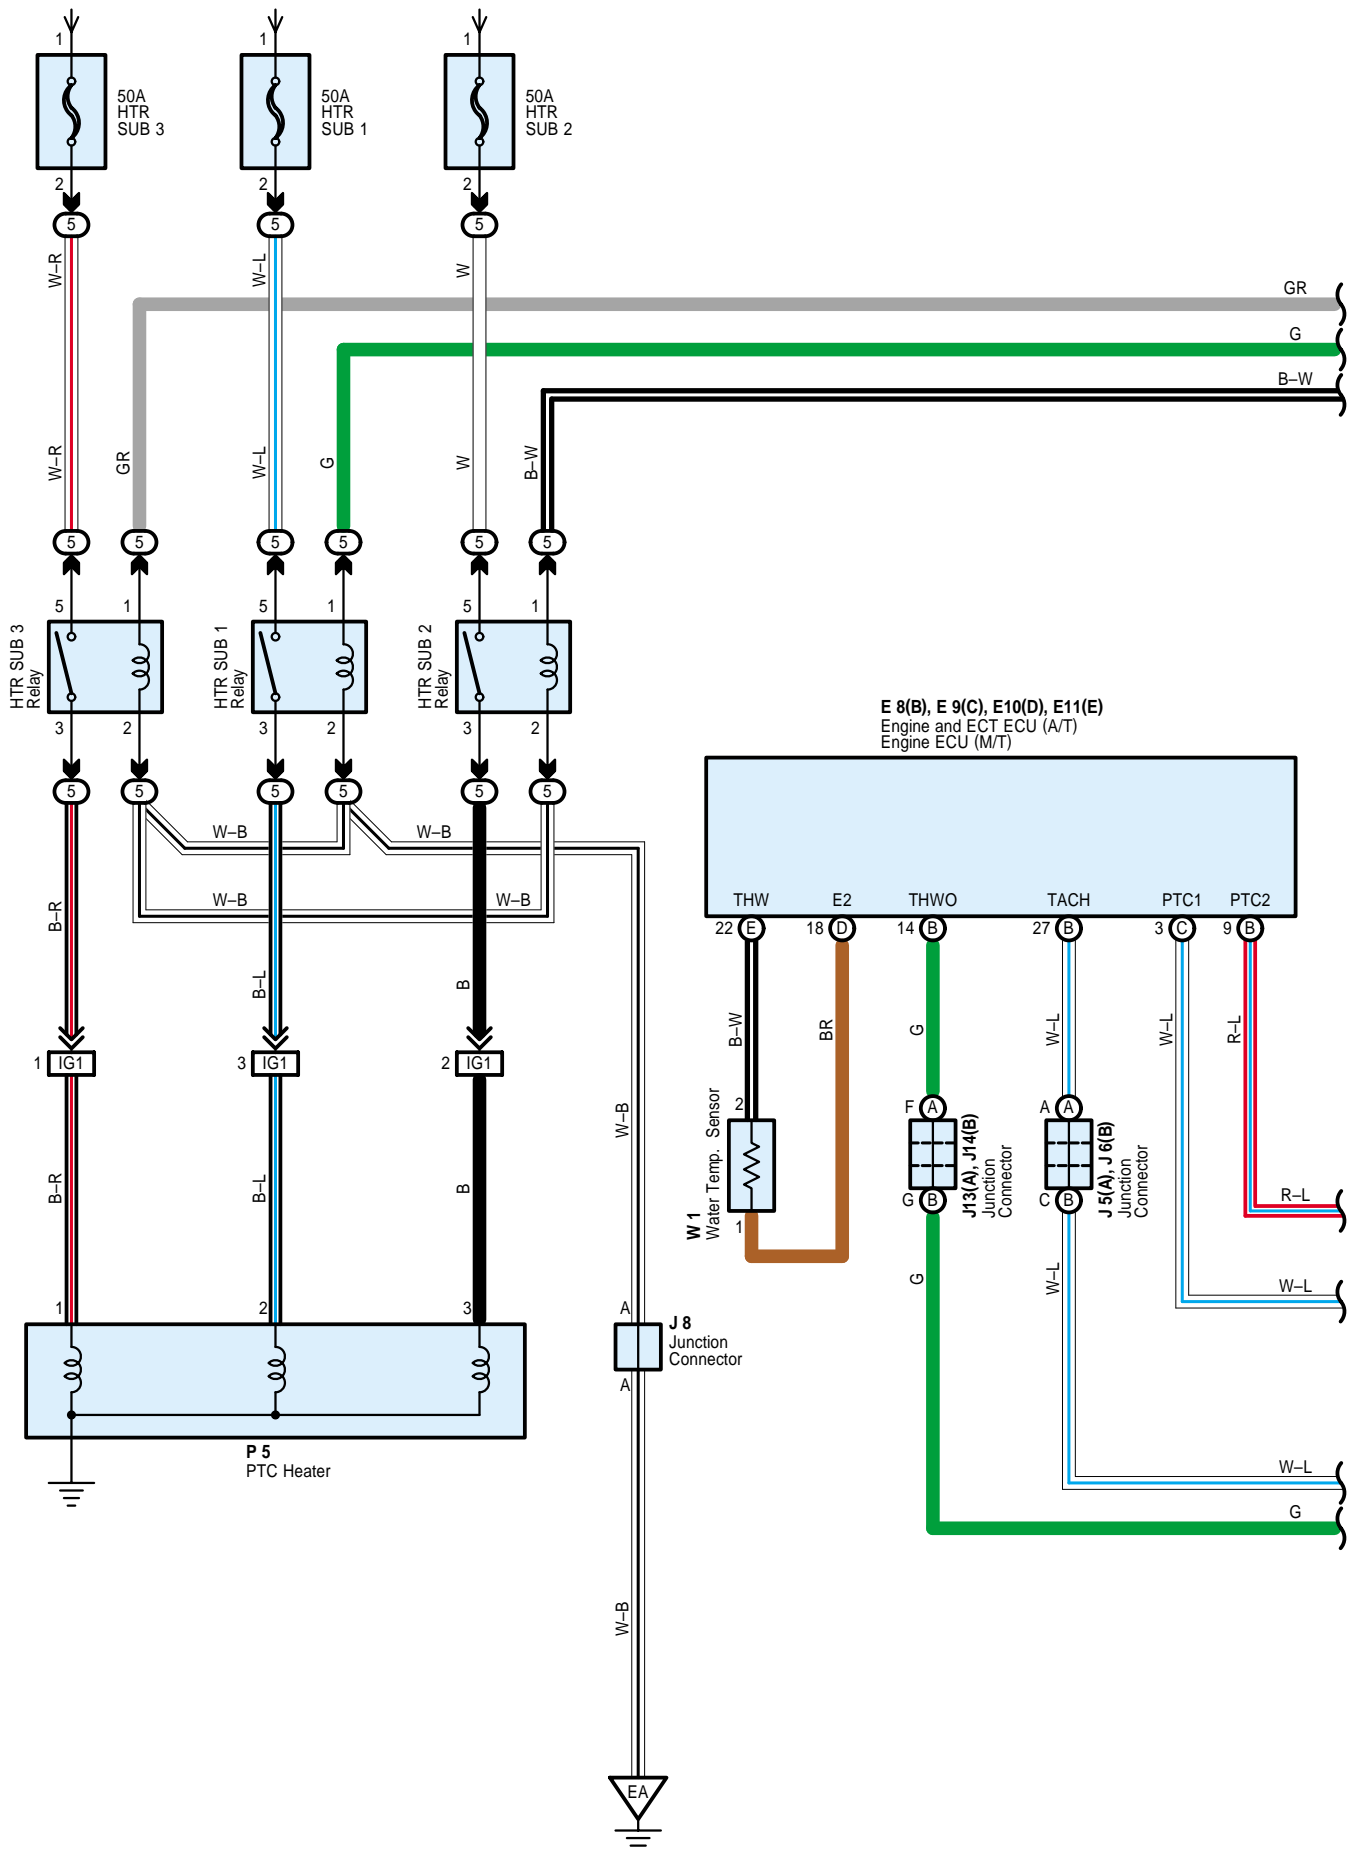 1
1
1
50A
HTR
SUB 3
50A
HTR
SUB 1
50A
HTR
SUB 2
2
2
2
5
5
5
W–R
W–L
W
GR
G
B–W
W–R
GR
W–L
G
W
B–W
5
5
5
5
5
5
5
1
5
1
5
1
HTR SUB 3
Relay
HTR SUB 1
Relay
HTR SUB 2
Relay
3
2
3
2
3
2
5
5
5
5
5
5
W–B
W–B
W–B
W–B
E 8(B), E 9(C), E10(D), E11(E)
Engine and ECT ECU (A/T)
Engine ECU (M/T)
THW
E2
THWO
TACH
PTC1
PTC2
22 E
18 D
14 B
27 B
3 C
9 B
B–R
B–L
B
B–W
BR
G
W–L
W–L
R–L
1 IG1
3 IG1
2 IG1
2
F A
A A
W 1
Water Temp. Sensor
J13(A), J14(B)
Junction
Connector
J 5(A), J 6(B)
Junction
Connector
1
G B
C B
B–R
B–L
B
W–B
R–L
G
W–L
W–L
1
2
3
A
J 8
Junction
Connector
A
P 5
PTC Heater
W–L
G
W–B
EA